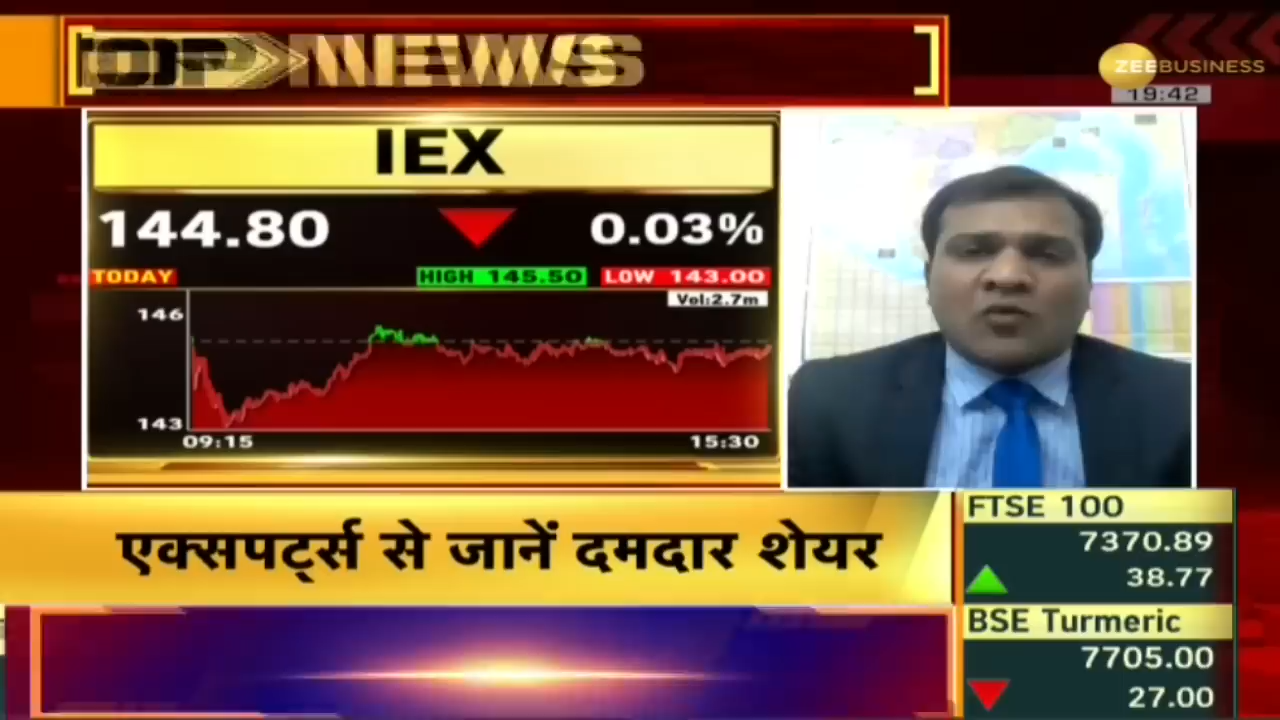 NEWS
ZEEBUSINESS
19:42
IEX
144.80 0.03%
TODAY HIGH 145.50 LOW 143.00
Vol:2.7m
146
143
09:15 15:30
एक्सपर्ट्स से जानें दमदार शेयर
FTSE 100
7370.89
38.77
BSE Turmeric
7705.00
27.00